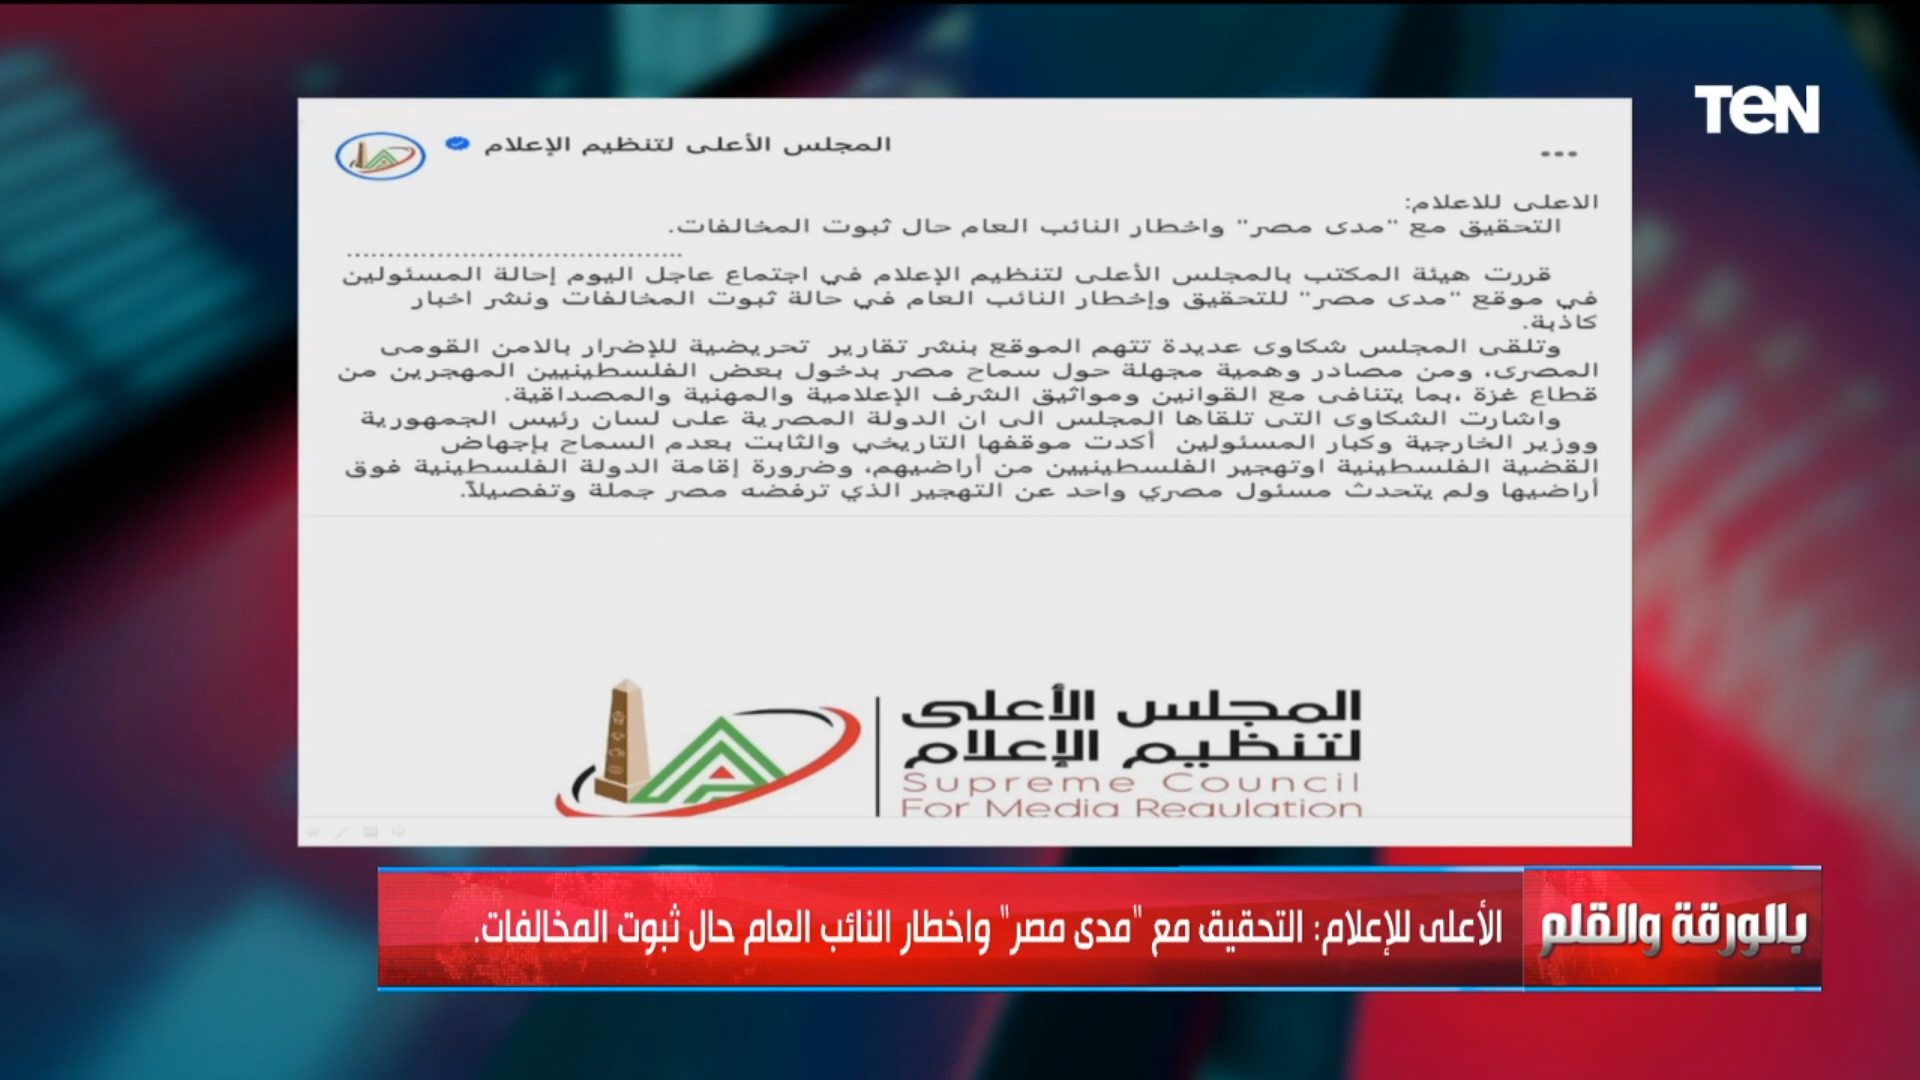 TeN
المجلس الأعلى لتنظيم الإعلام
الاعلى للاعلام:
التحقيق مع "مدى مصر" واخطار النائب العام حال ثبوت المخالفات.
......................................
قررت هيئة المكتب بالمجلس الأعلى لتنظيم الإعلام في اجتماع عاجل اليوم إحالة المسئولين
في موقع "مدى مصر" للتحقيق وإخطار النائب العام في حالة ثبوت المخالفات ونشر اخبار
كاذبة.
وتلقى المجلس شكاوى عديدة تتهم الموقع بنشر تقارير تحريضية للإضرار بالامن القومى
المصرى، ومن مصادر وهمية مجهلة حول سماح مصر بدخول بعض الفلسطينيين المهجرين من
قطاع غزة ،بما يتنافى مع القوانين ومواثيق الشرف الإعلامية والمهنية والمصداقية.
واشارت الشكاوى التى تلقاها المجلس الى ان الدولة المصرية على لسان رئيس الجمهورية
ووزير الخارجية وكبار المسئولين أكدت موقفها التاريخي والثابت بعدم السماح بإجهاض
القضية الفلسطينية اوتهجير الفلسطينيين من أراضيهم، وضرورة إقامة الدولة الفلسطينية فوق
أراضيها ولم يتحدث مسئول مصري واحد عن التهجير الذي ترفضه مصر جملة وتفصيلاً.
المجلس الأعلى
لتنظيم الإعلام
Supreme Council
For Media Regulation
بالورقة والقلم
الأعلى للإعلام: التحقيق مع "مدى مصر" واخطار النائب العام حال ثبوت المخالفات.